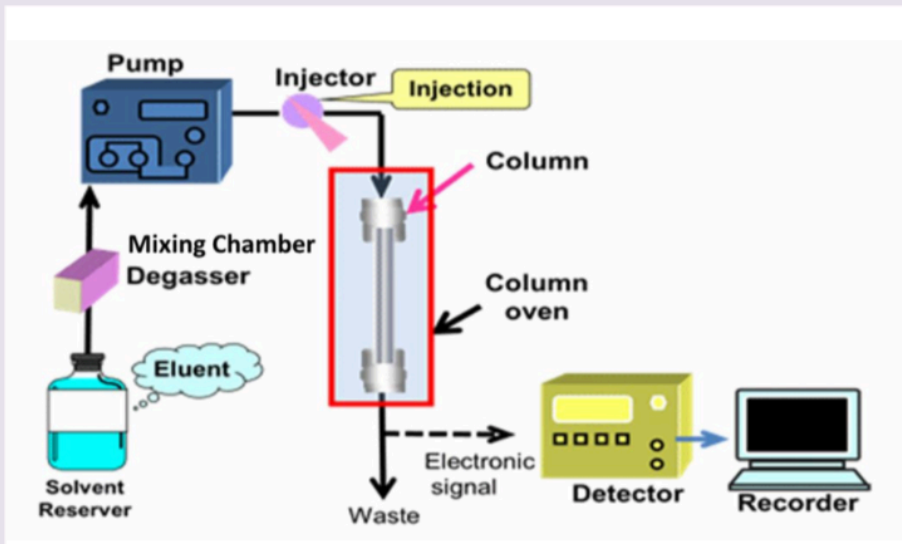 Pump
Injector
Injection
Column
Mixing Chamber
Degasser
Column
oven
Eluent
Electronic
signal
Solvent
Reserver
Waste
Detector
Recorder